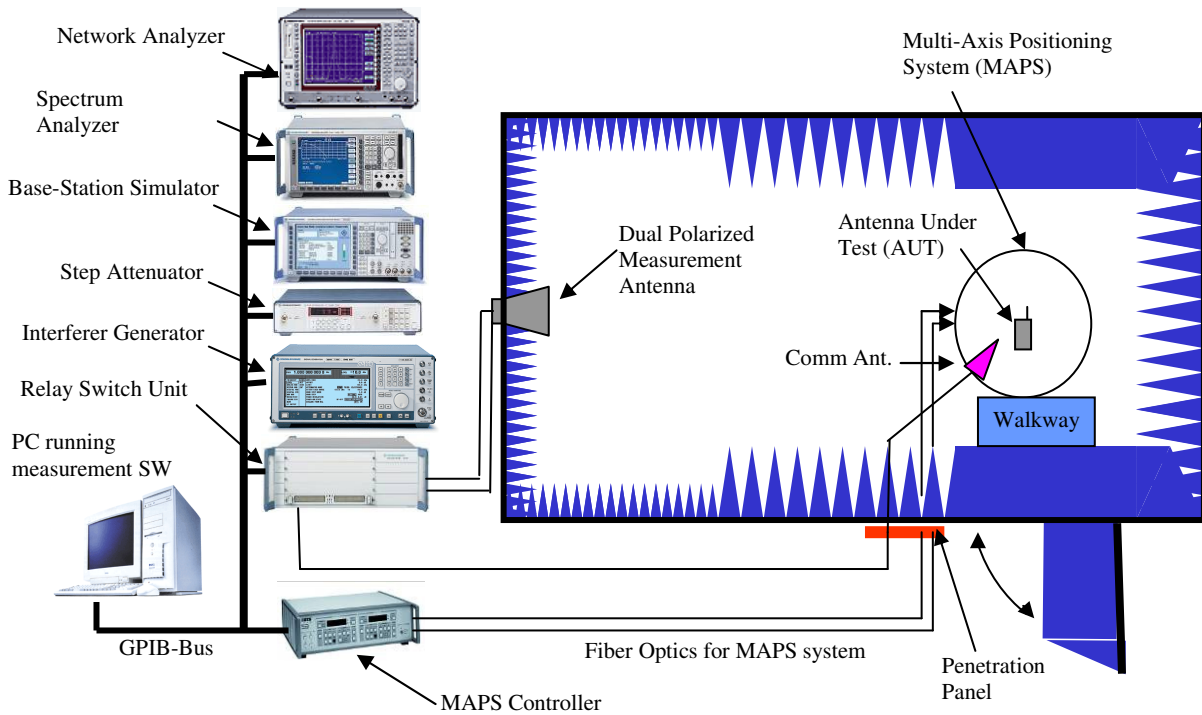 Network Analyzer
Spectrum
Analyzer
Base-Station Simulator
Step Attenuator
Interferer Generator
Relay Switch Unit
PC running
measurement SW
GPIB-Bus
MAPS Controller
Fiber Optics for MAPS system
Penetration
Panel
Multi-Axis Positioning
System (MAPS)
Dual Polarized
Measurement
Antenna
Antenna Under
Test (AUT)
Comm Ant.
Walkway